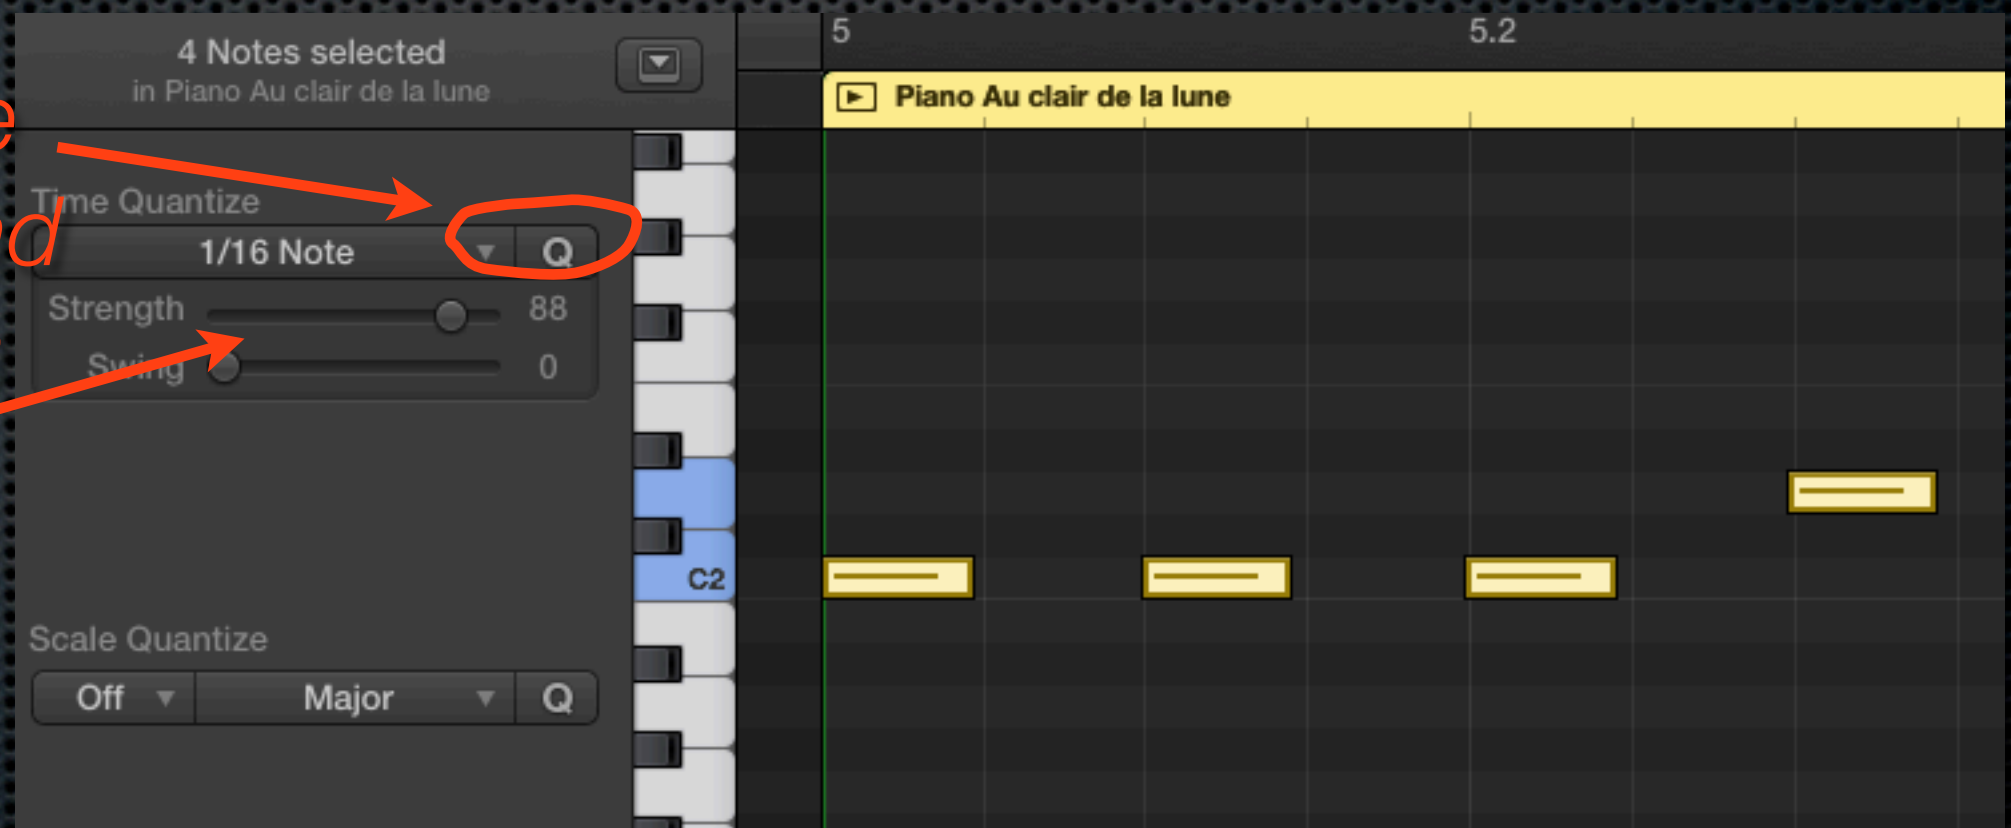 4 Notes selected
in Piano Au clair de la lune
5
5.2
Piano Au clair de la lune
Time Quantize
1/16 Note
Q
Strength
88
Swing
0
C2
Scale Quantize
Off
Major
Q